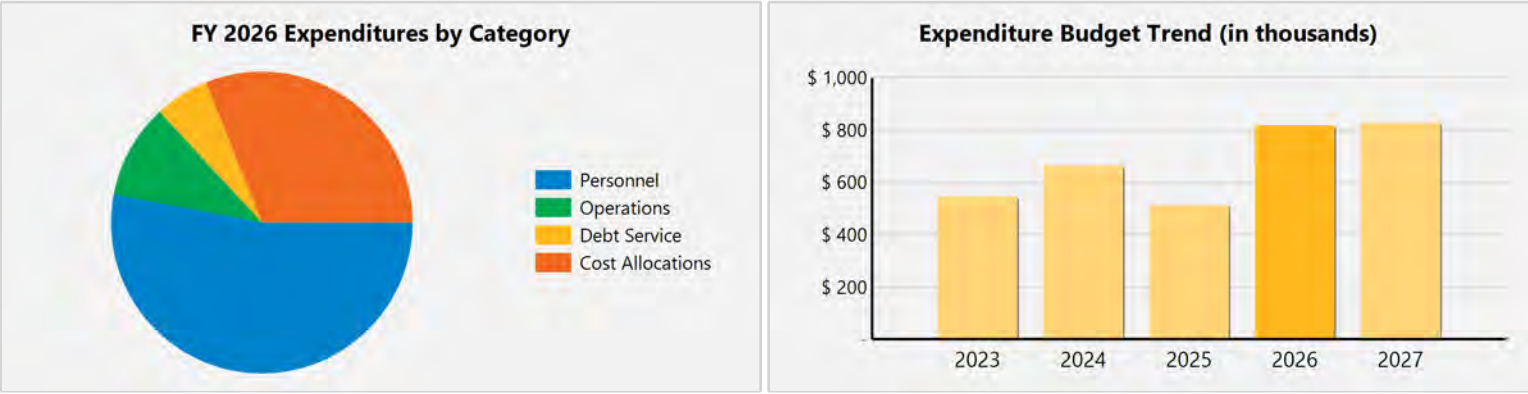 FY 2026 Expenditures by Category
Personnel
Operations
Debt Service
Cost Allocations
Expenditure Budget Trend (in thousands)
$ 1,000
$ 800
$ 600
$ 400
$ 200
-
2023 2024 2025 2026 2027